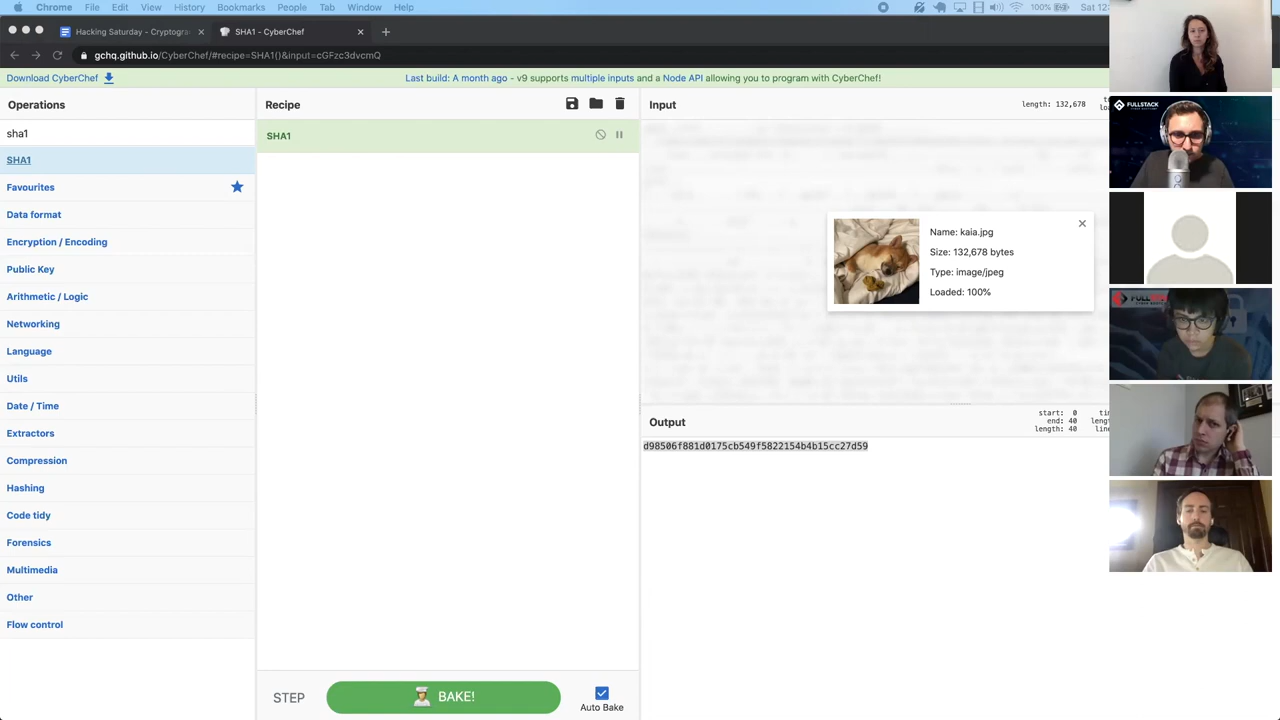 Chrome File Edit View History Bookmarks People Tab Window Help
100%
Sat 12:
Hacking Saturday - Cryptogra
SHA1 - CyberChef
gchq.github.io/CyberChef/#recipe=SHA1()&input=cGFzc3dvcmQ
Download CyberChef
Last build: A month ago - v9 supports multiple inputs and a Node API allowing you to program with CyberChef!
Operations
Recipe
Input
length: 132,678
sha1
SHA1
SHA1
Favourites
Data format
Encryption / Encoding
Public Key
Arithmetic / Logic
Networking
Language
Utils
Date / Time
Extractors
Compression
Hashing
Code tidy
Forensics
Multimedia
Other
Flow control
Name: kaia.jpg
Size: 132,678 bytes
Type: image/jpeg
Loaded: 100%
Output
start: 0
end: 40
length: 40
d98506f881d0175cb549f5822154b4b15cc27d59
STEP
BAKE!
Auto Bake
FULLSTACK